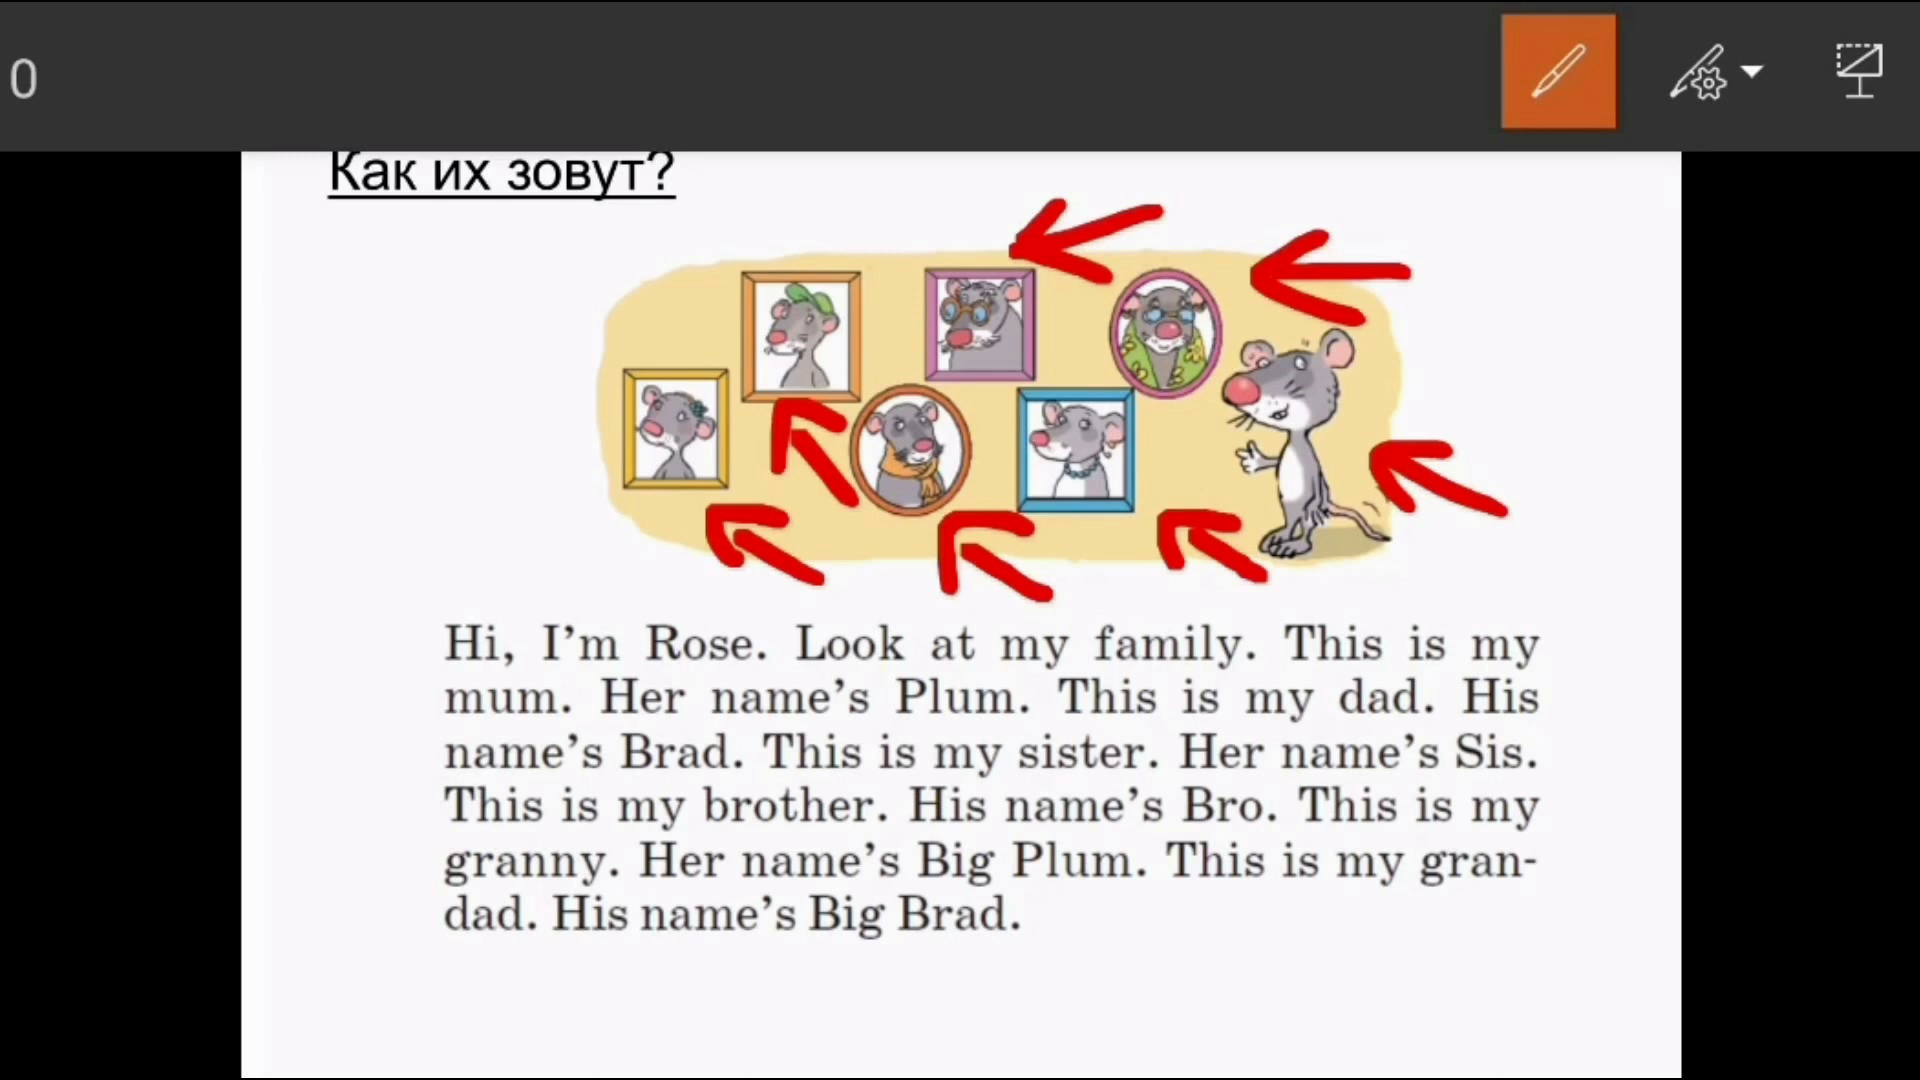 0
Как их зовут?
Hi, I’m Rose. Look at my family. This is my
mum. Her name’s Plum. This is my dad. His
name’s Brad. This is my sister. Her name’s Sis.
This is my brother. His name’s Bro. This is my
granny. Her name’s Big Plum. This is my gran-
dad. His name’s Big Brad.